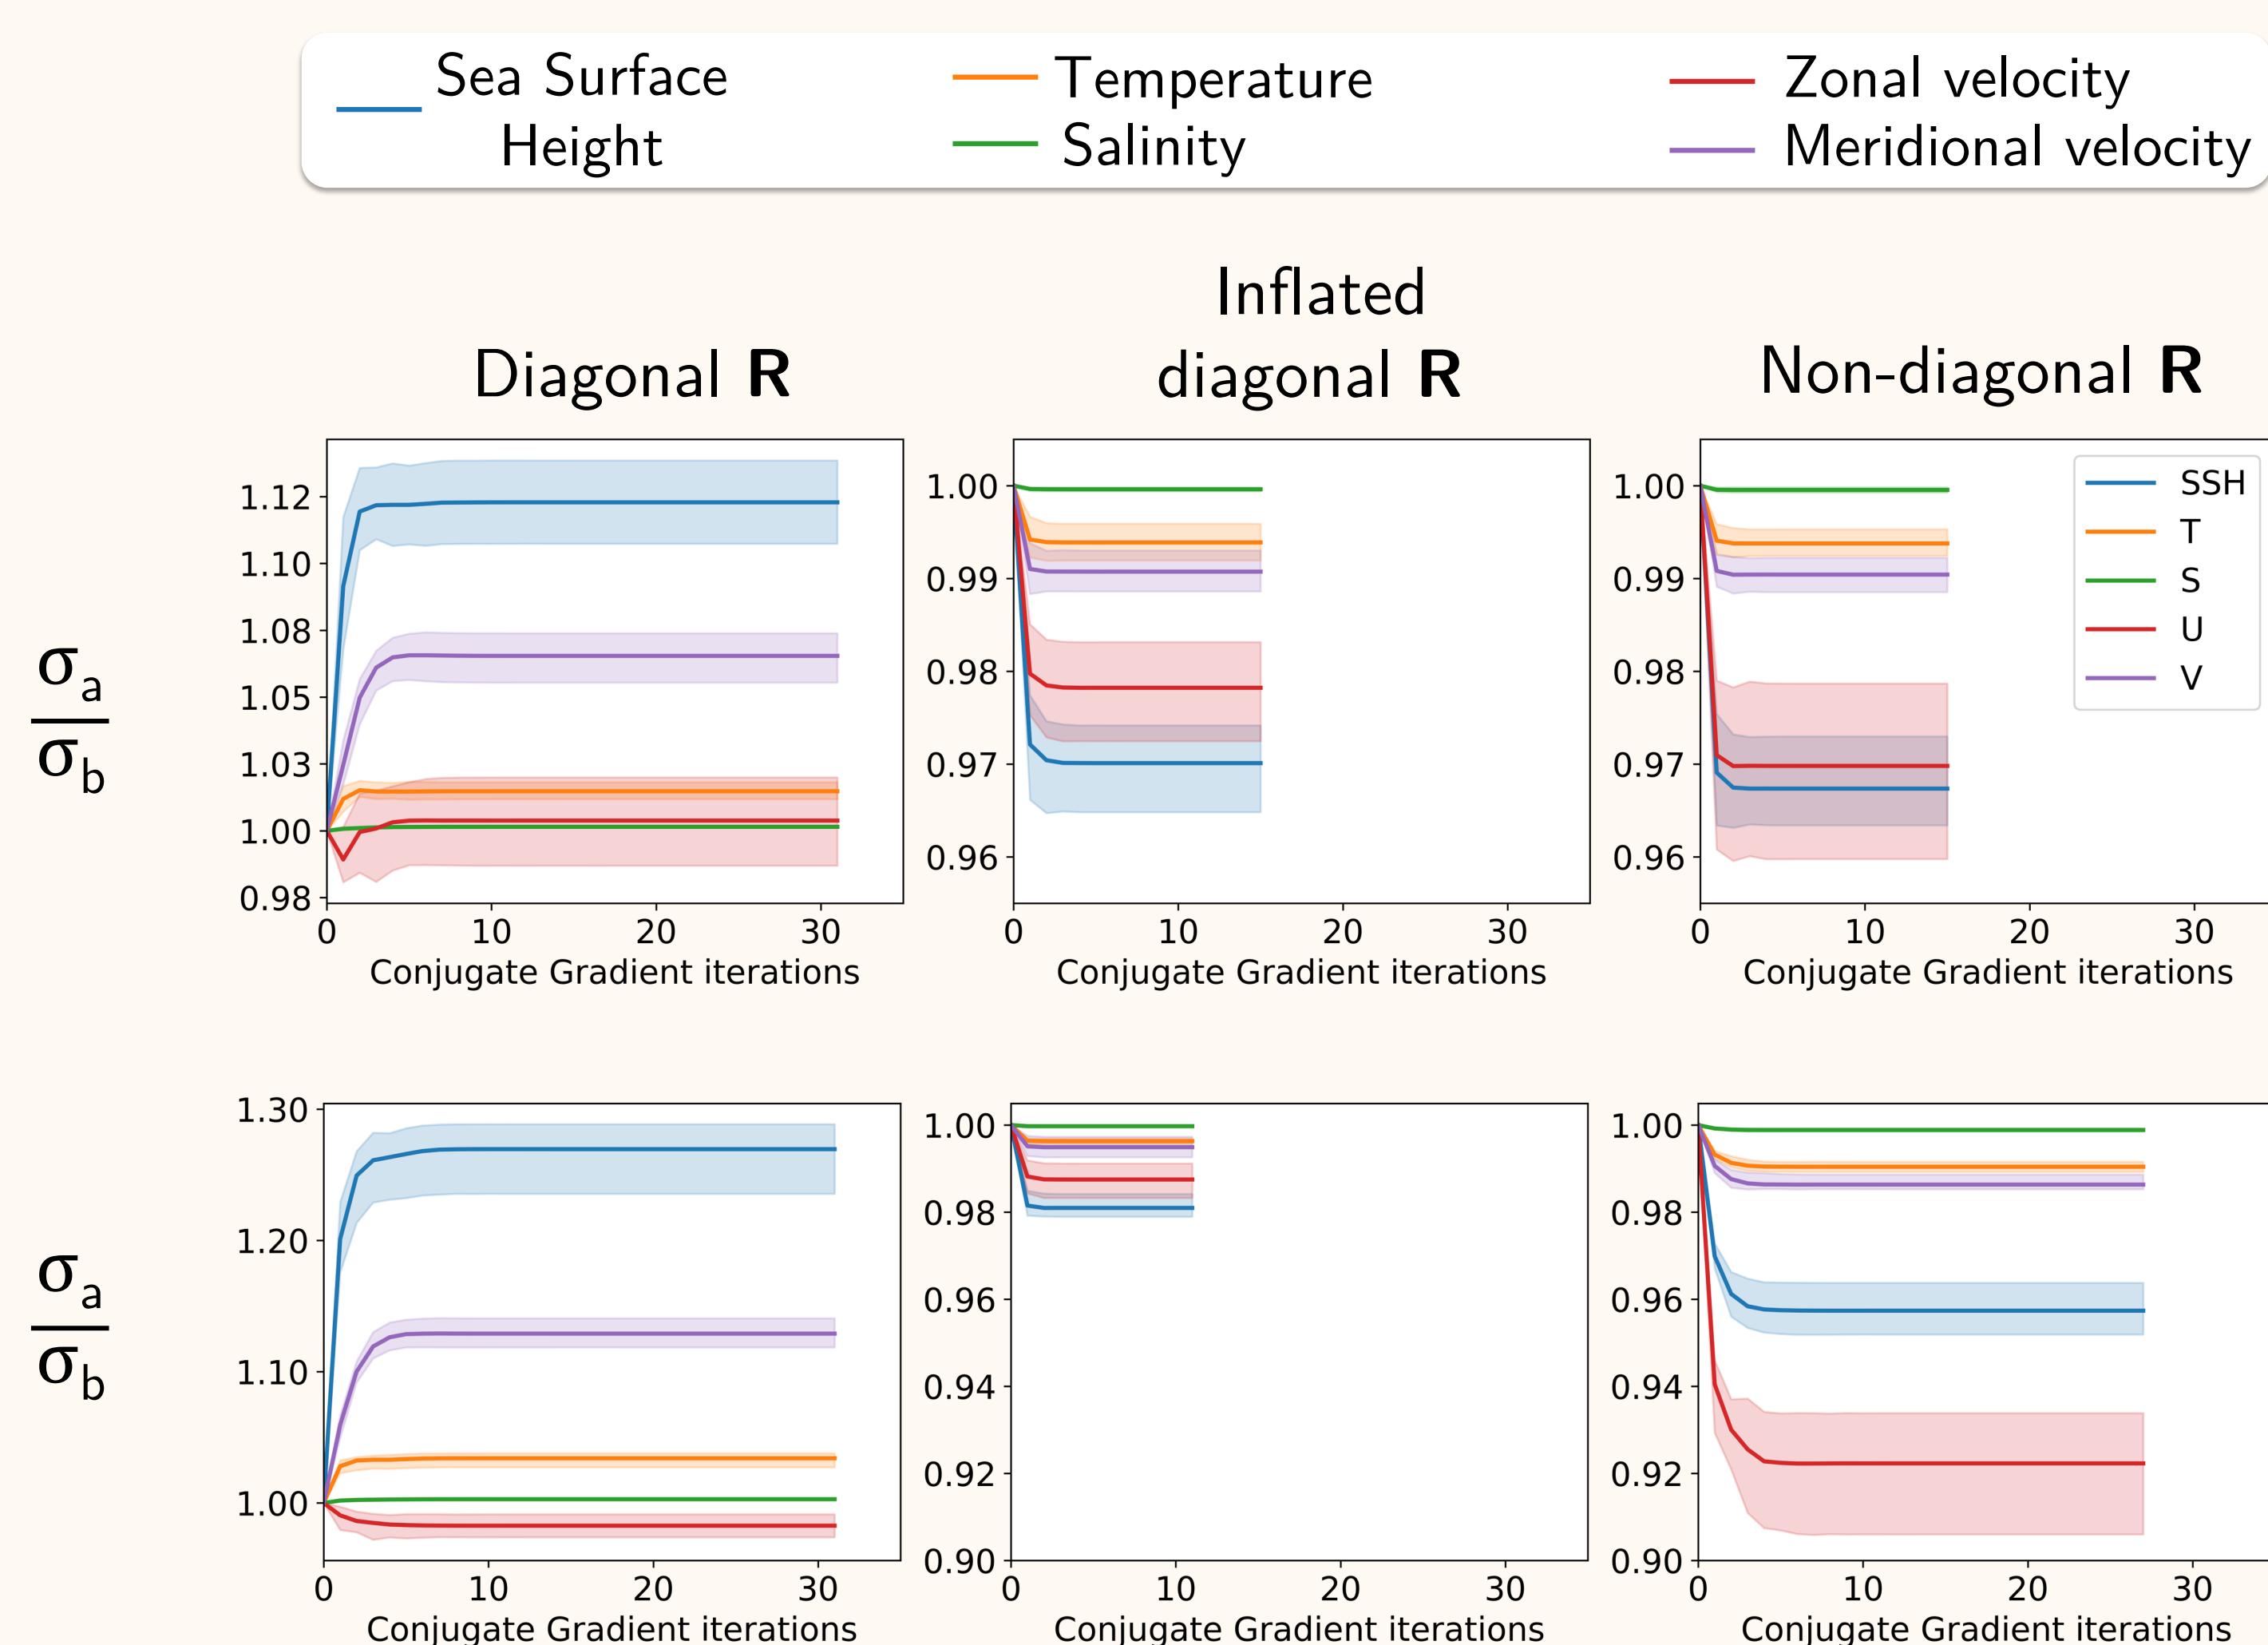 Sea Surface
Height
Temperature
Salinity
Zonal velocity
Meridional velocity
Diagonal R
Inflated
diagonal R
Non-diagonal R
σa
σb
1.12
1.10
1.08
1.05
1.03
1.00
0.98
0 10 20 30
Conjugate Gradient iterations
1.00
0.99
0.98
0.97
0.96
0 10 20 30
Conjugate Gradient iterations
1.00
0.99
0.98
0.97
0.96
0 10 20 30
Conjugate Gradient iterations
SSH
T
S
U
V
σa
σb
1.30
1.20
1.10
1.00
0 10 20 30
Conjugate Gradient iterations
1.00
0.98
0.96
0.94
0.92
0.90
0 10 20 30
Conjugate Gradient iterations
1.00
0.98
0.96
0.94
0.92
0.90
0 10 20 30
Conjugate Gradient iterations